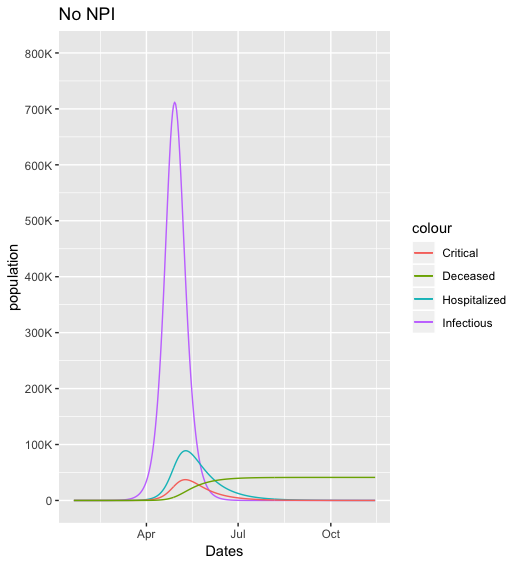 No NPI
800K
700K
600K
500K
400K
300K
200K
100K
0
population
Apr Jul Oct
Dates
colour
Critical
Deceased
Hospitalized
Infectious